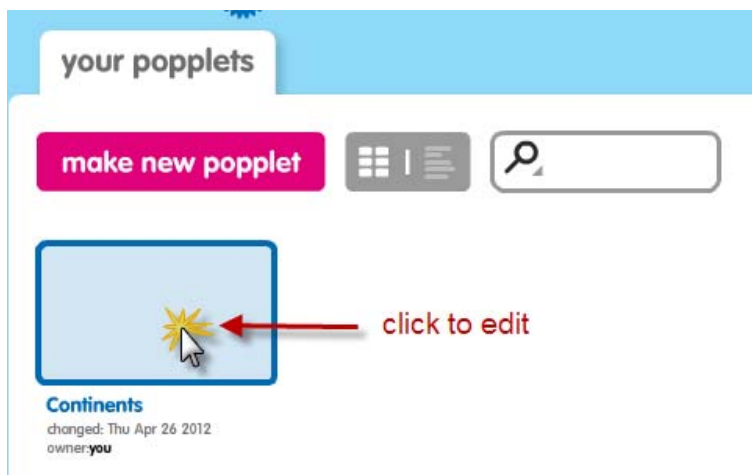 your popplets
make new popplet
click to edit
Continents
changed: Thu Apr 26 2012
owner:you